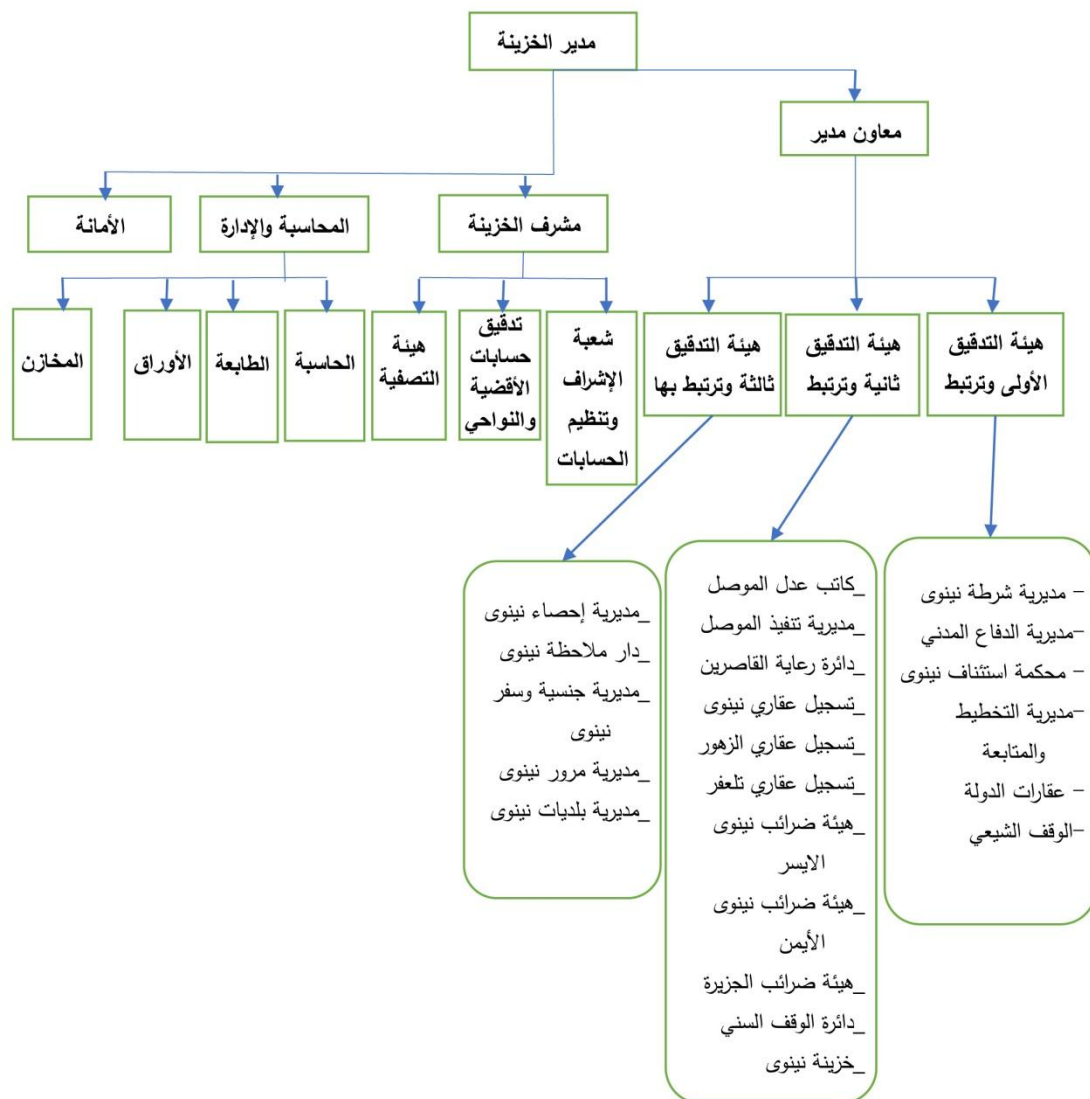 مدير الخزينة
معاون مدير
مشرف الخزينة
المحاسبة والإدارة
الأمانة
هيئة التدقيق
الأولى وترتبط
هيئة التدقيق
ثانية وترتبط
هيئة التدقيق
ثالثة وترتبط بها
شعبة
الإشراف
وتنظيم
الحسابات
تدقيق
حسابات
الأقضية
والنواحي
هيئة
التصفية
الحاسبة
الطابعة
الأوراق
المخازن
– مديرية شرطة نينوى
–مديرية الدفاع المدني
– محكمة استئناف نينوى
–مديرية التخطيط
والمتابعة
– عقارات الدولة
–الوقف الشيعي
_كاتب عدل الموصل
_مديرية تنفيذ الموصل
_دائرة رعاية القاصرين
_تسجيل عقاري نينوى
_تسجيل عقاري الزهور
_تسجيل عقاري تلعفر
_هيئة ضرائب نينوى
الايسر
_هيئة ضرائب نينوى
الأيمن
_هيئة ضرائب الجزيرة
_دائرة الوقف السني
_خزينة نينوى
_مديرية إحصاء نينوى
_دار ملاحظة نينوى
_مديرية جنسية وسفر
نينوى
_مديرية مرور نينوى
_مديرية بلديات نينوى